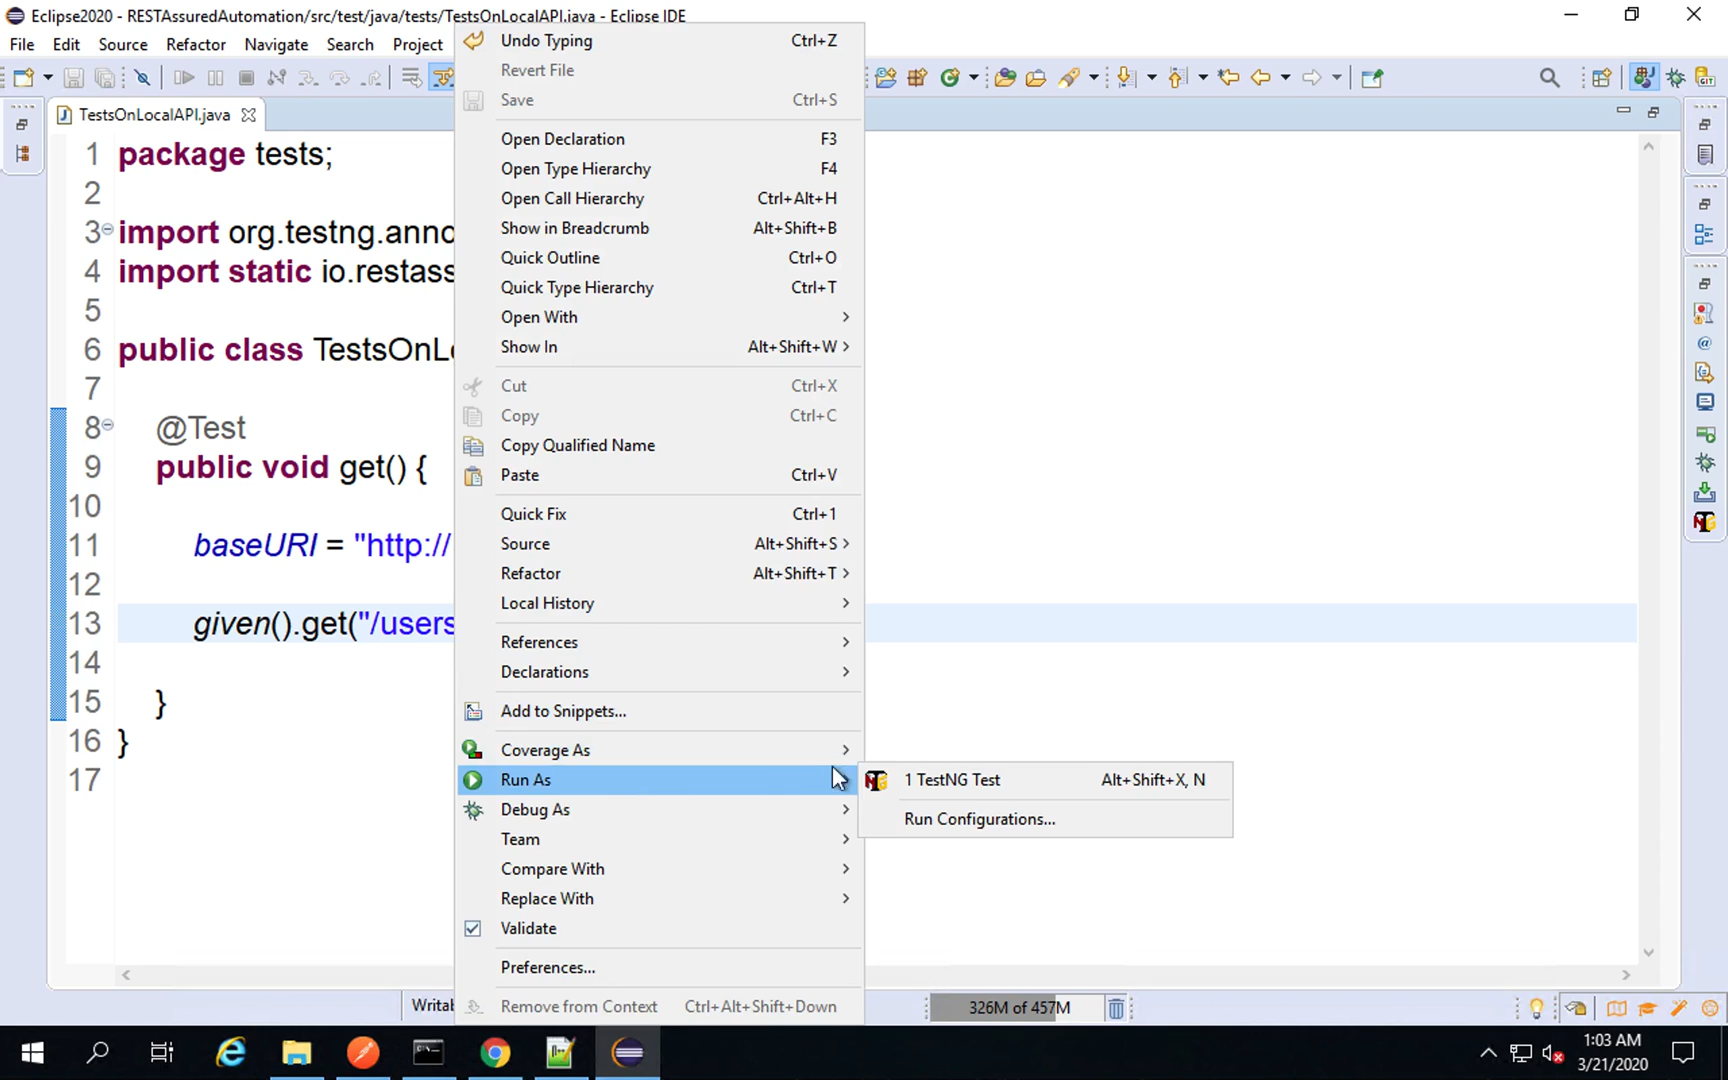 Eclipse2020 - RESTAssuredAutomation/src/test/java/tests/TestsOnLocalAPI.java - Eclipse IDE
File Edit Source Refactor Navigate Search Project
TestsOnLocalAPI.java
1 package tests;
2
3 import org.testng.anno
4 import static io.restass
5
6 public class TestsOnLo
7
8 @Test
9 public void get() {
10
11 baseURI = "http://
12
13 given().get("/users
14
15 }
16 }
17
Undo Typing Ctrl+Z
Revert File
Save Ctrl+S
Open Declaration F3
Open Type Hierarchy F4
Open Call Hierarchy Ctrl+Alt+H
Show in Breadcrumb Alt+Shift+B
Quick Outline Ctrl+O
Quick Type Hierarchy Ctrl+T
Open With
Show In Alt+Shift+W
Cut Ctrl+X
Copy Ctrl+C
Copy Qualified Name
Paste Ctrl+V
Quick Fix Ctrl+1
Source Alt+Shift+S
Refactor Alt+Shift+T
Local History
References
Declarations
Add to Snippets...
Coverage As
Run As
Debug As
Team
Compare With
Replace With
Validate
Preferences...
Remove from Context Ctrl+Alt+Shift+Down
1 TestNG Test Alt+Shift+X, N
Run Configurations...
Writab
326M of 457M
1:03 AM
3/21/2020